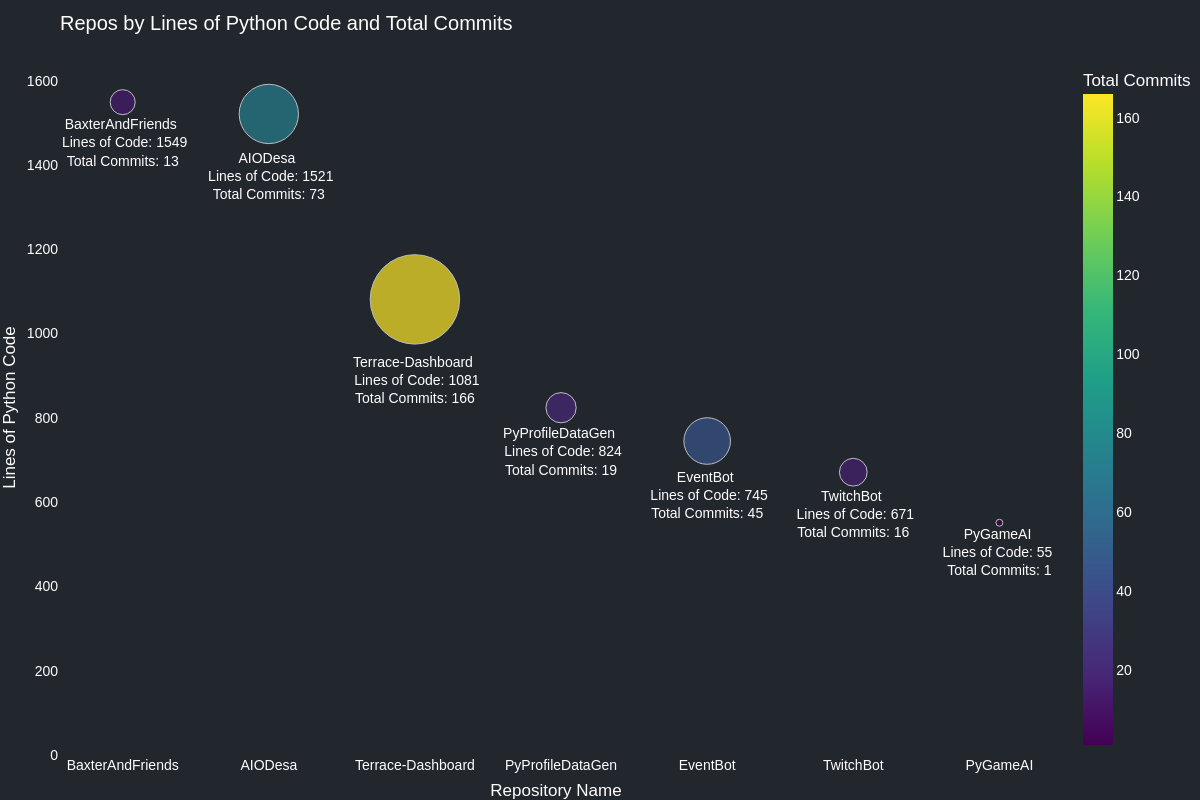 Repos by Lines of Python Code and Total Commits
Total Commits
1600
1400
1200
1000
800
600
400
200
0
Lines of Python Code
BaxterAndFriends
Lines of Code: 1549
Total Commits: 13
AIODesa
Lines of Code: 1521
Total Commits: 73
Terrace-Dashboard
Lines of Code: 1081
Total Commits: 166
PyProfileDataGen
Lines of Code: 824
Total Commits: 19
EventBot
Lines of Code: 745
Total Commits: 45
TwitchBot
Lines of Code: 671
Total Commits: 16
PyGameAI
Lines of Code: 55
Total Commits: 1
160
140
120
100
80
60
40
20
BaxterAndFriends
AIODesa
Terrace-Dashboard
PyProfileDataGen
EventBot
TwitchBot
PyGameAI
Repository Name